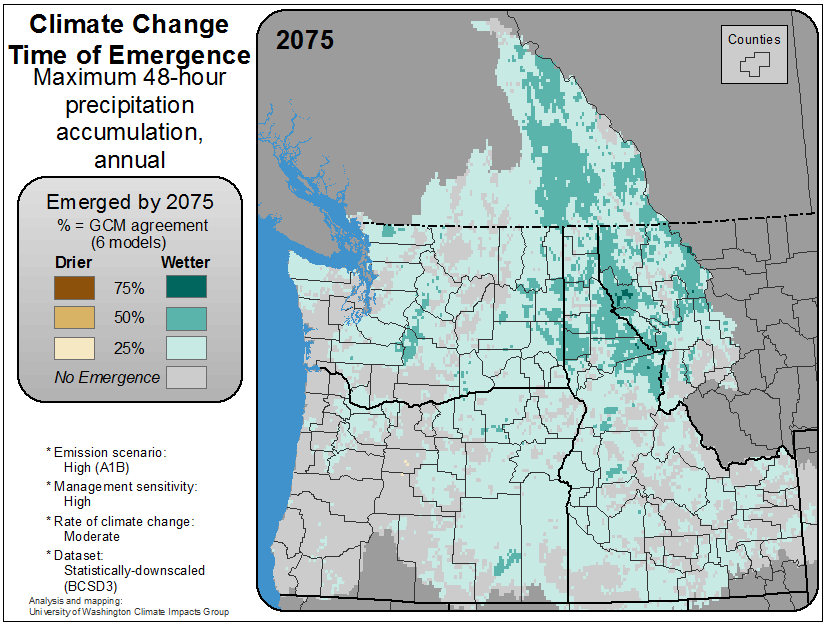 Climate Change
Time of Emergence
Maximum 48-hour
precipitation
accumulation,
annual
Emerged by 2075
% = GCM agreement
(6 models)
Drier Wetter
75%
50%
25%
No Emergence
* Emission scenario:
High (A1B)
* Management sensitivity:
High
* Rate of climate change:
Moderate
* Dataset:
Statistically-downscaled
(BCSD3)
Analysis and mapping:
University of Washington Climate Impacts Group
2075
Counties